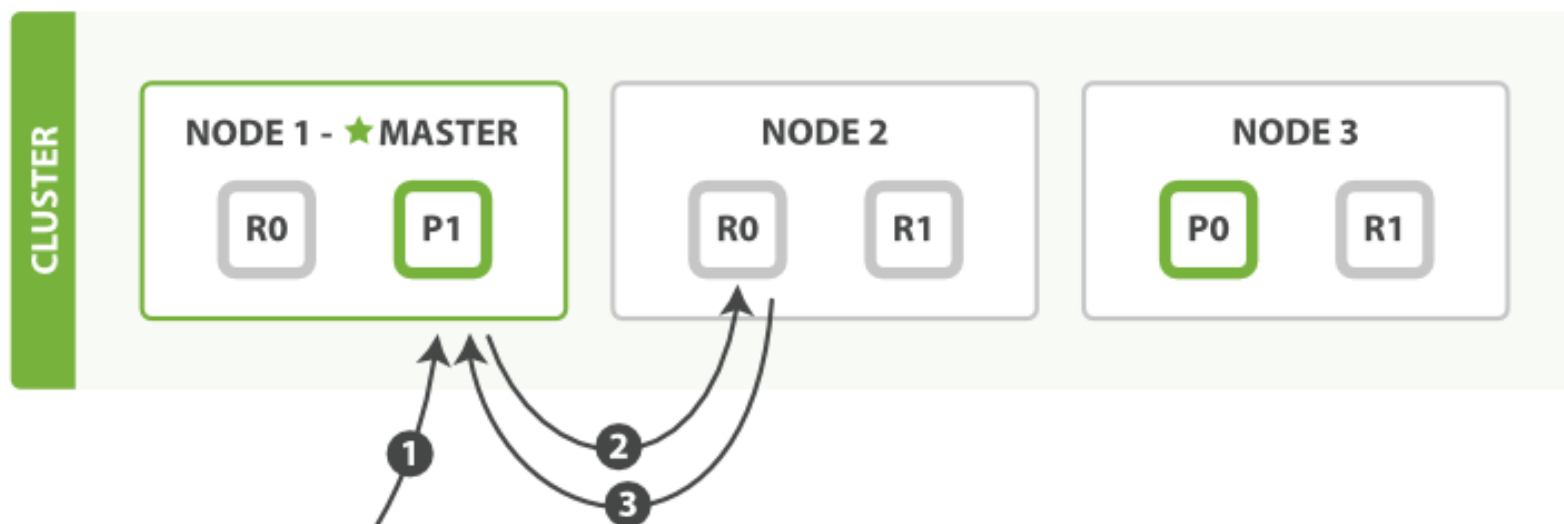 CLUSTER
NODE 1 - ★ MASTER
R0 P1
NODE 2
R0 R1
NODE 3
P0 R1
1
2
3